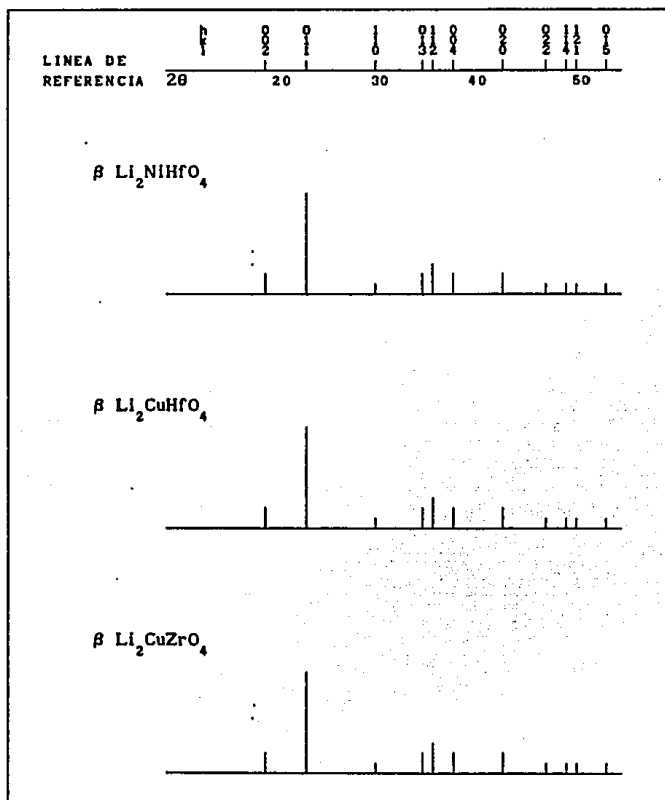 h 0 0 1 0 1 0 0 0 1 1 0
k 0 1 1 1 1 0 2 2 1 2 1
l 2 1 0 3 2 4 0 2 4 1 5
LINEA DE
REFERENCIA 2θ 20 30 40 50
β Li₂NiHfO₄
β Li₂CuHfO₄
β Li₂CuZrO₄